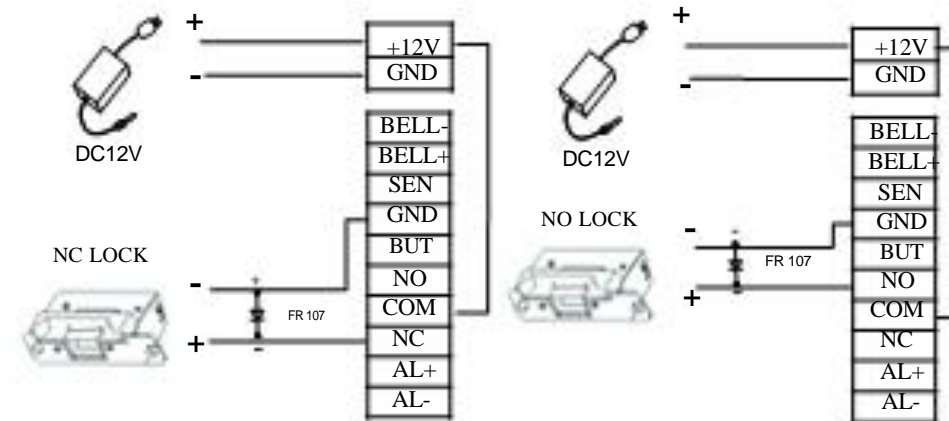 +
+12V
-
GND
DC12V
BELL-
BELL+
SEN
GND
BUT
NO
COM
NC
AL+
AL-
NC LOCK
-
+
FR 107
-
+
+
+12V
-
GND
DC12V
BELL-
BELL+
SEN
GND
BUT
NO
COM
NC
AL+
AL-
NO LOCK
-
-
FR 107
+